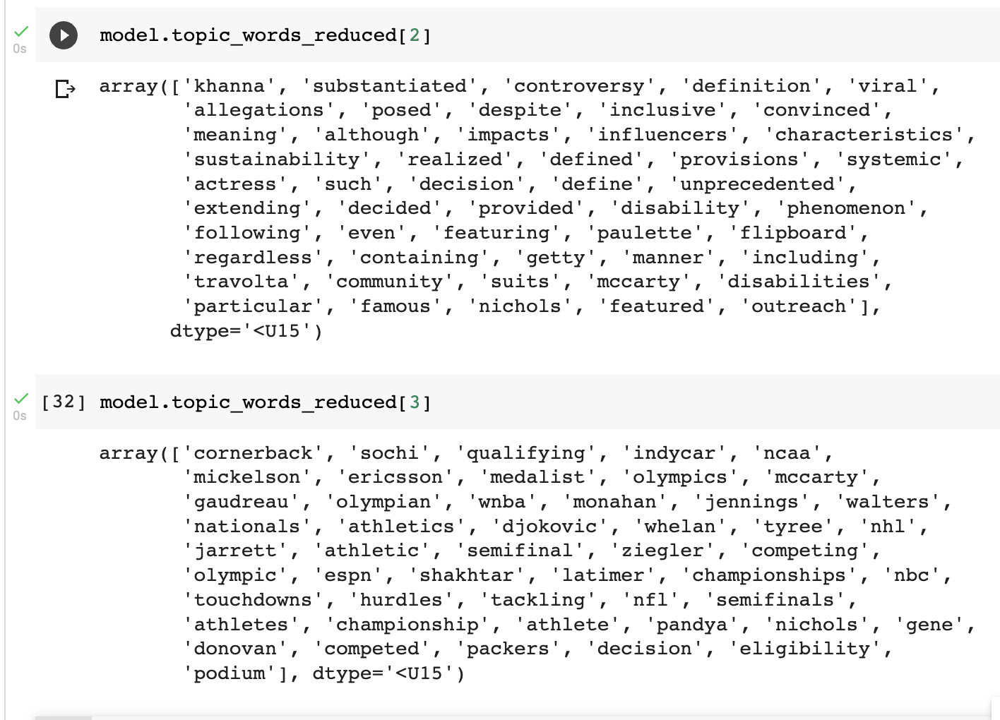 model.topic_words_reduced[2]
0s
array(['khanna', 'substantiated', 'controversy', 'definition', 'viral',
'allegations', 'posed', 'despite', 'inclusive', 'convinced',
'meaning', 'although', 'impacts', 'influencers', 'characteristics',
'sustainability', 'realized', 'defined', 'provisions', 'systemic',
'actress', 'such', 'decision', 'define', 'unprecedented',
'extending', 'decided', 'provided', 'disability', 'phenomenon',
'following', 'even', 'featuring', 'paulette', 'flipboard',
'regardless', 'containing', 'getty', 'manner', 'including',
'travolta', 'community', 'suits', 'mccarty', 'disabilities',
'particular', 'famous', 'nichols', 'featured', 'outreach'],
dtype='<U15')
[32] model.topic_words_reduced[3]
0s
array(['cornerback', 'sochi', 'qualifying', 'indycar', 'ncaa',
'mickelson', 'ericsson', 'medalist', 'olympics', 'mccarty',
'gaudreau', 'olympian', 'wnba', 'monahan', 'jennings', 'walters',
'nationals', 'athletics', 'djokovic', 'whelan', 'tyree', 'nhl',
'jarrett', 'athletic', 'semifinal', 'ziegler', 'competing',
'olympic', 'espn', 'shakhtar', 'latimer', 'championships', 'nbc',
'touchdowns', 'hurdles', 'tackling', 'nfl', 'semifinals',
'athletes', 'championship', 'athlete', 'pandya', 'nichols', 'gene',
'donovan', 'competed', 'packers', 'decision', 'eligibility',
'podium'], dtype='<U15')